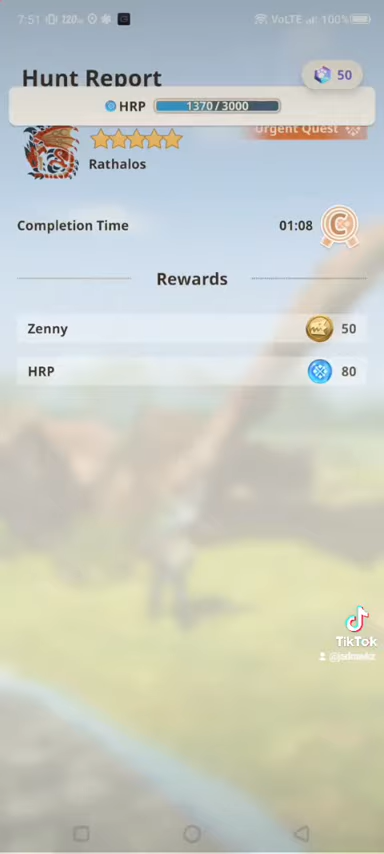 7:51
VoLTE 100%
Hunt Report
50
HRP 1370/3000
Urgent Quest
Rathalos
Completion Time 01:08 C
Rewards
Zenny 50
HRP 80
TikTok